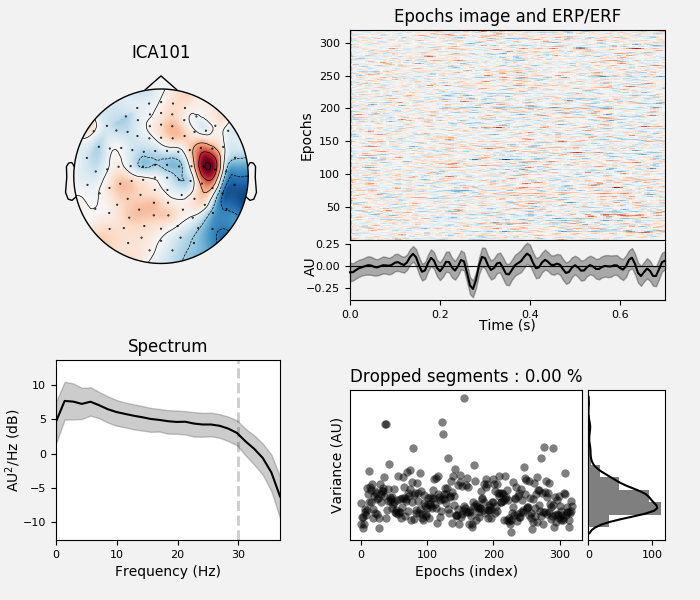 ICA101
Epochs image and ERP/ERF
Epochs
300
250
200
150
100
50
AU
0.25
0.00
−0.25
0.0 0.2 0.4 0.6
Time (s)
Spectrum
AU²/Hz (dB)
10
5
0
−5
−10
0 10 20 30
Frequency (Hz)
Dropped segments : 0.00 %
Variance (AU)
0 100 200 300
Epochs (index)
0 100